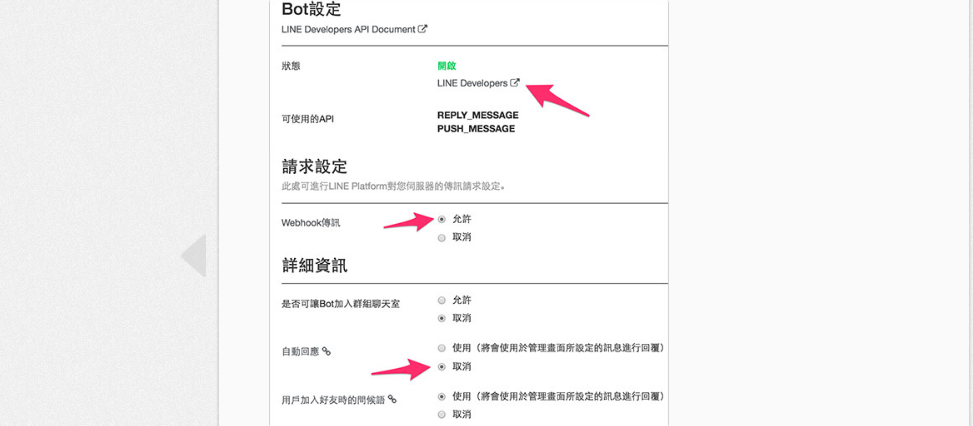 Bot設定
LINE Developers API Document
狀態
開啟
LINE Developers
可使用的API
REPLY_MESSAGE
PUSH_MESSAGE
請求設定
此處可進行LINE Platform對您伺服器的傳訊請求設定。
Webhook傳訊
允許
取消
詳細資訊
是否可讓Bot加入群組聊天室
允許
取消
自動回應
使用（將會使用於管理畫面所設定的訊息進行回覆）
取消
用戶加入好友時的問候語
使用（將會使用於管理畫面所設定的訊息進行回覆）
取消